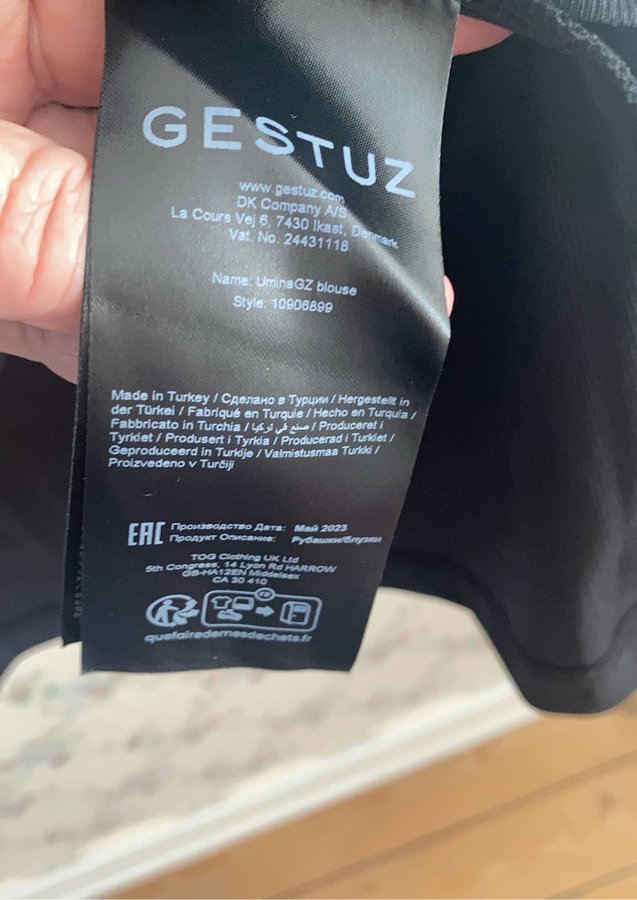 GESTUZ
www.gestuz.com
DK Company A/S
La Cours Vej 6, 7430 Ikast, Denmark
Vat. No. 24431118
Name: UminaGZ blouse
Style: 10906899
Made in Turkey / Сделано в Турции / Hergestellt in
der Türkei / Fabriqué en Turquie / Hecho en Turquía /
Fabbricato in Turchia / صنع في تركيا / Produceret i
Tyrkiet / Produsert i Tyrkia / Producerad i Turkiet /
Geproduceerd in Turkije / Valmistusmaa Turkki /
Proizvedeno v Turčiji
EAC Производство Дата: Май 2023
Продукт Описание: Рубашки/блузки
TOG Clothing UK Ltd
5th Congress, 14 Lyon Rd HARROW
GB-HA12EN Middelsex
CA 30 410
FR
quefairedemesdechets.fr